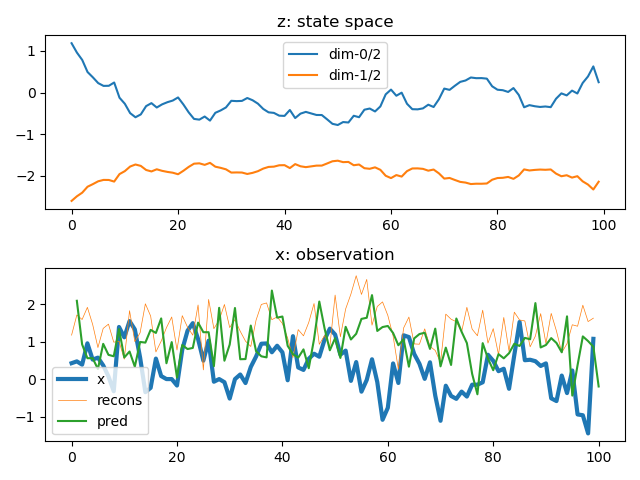 z: state space
1
0
−1
−2
dim-0/2
dim-1/2
0
20
40
60
80
100
x: observation
2
1
0
−1
x
recons
pred
0
20
40
60
80
100